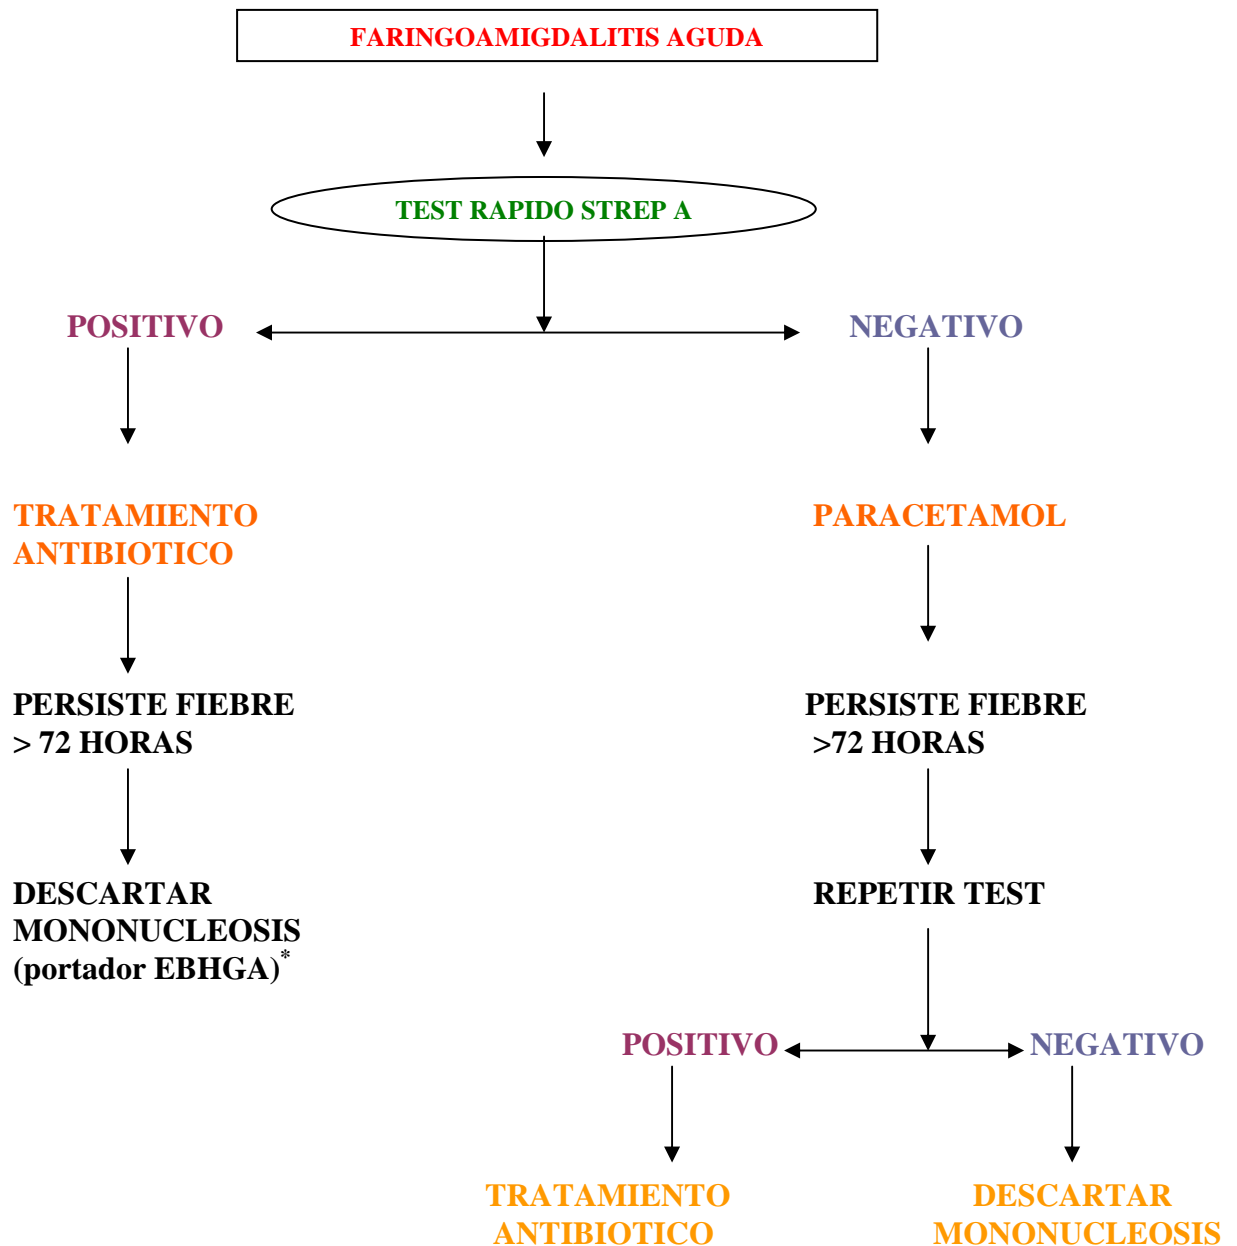 FARINGOAMIGDALITIS AGUDA
TEST RAPIDO STREP A
POSITIVO
NEGATIVO
TRATAMIENTO
ANTIBIOTICO
PARACETAMOL
PERSISTE FIEBRE
> 72 HORAS
PERSISTE FIEBRE
>72 HORAS
DESCARTAR
MONONUCLEOSIS
(portador EBHGA)*
REPETIR TEST
POSITIVO
NEGATIVO
TRATAMIENTO
ANTIBIOTICO
DESCARTAR
MONONUCLEOSIS